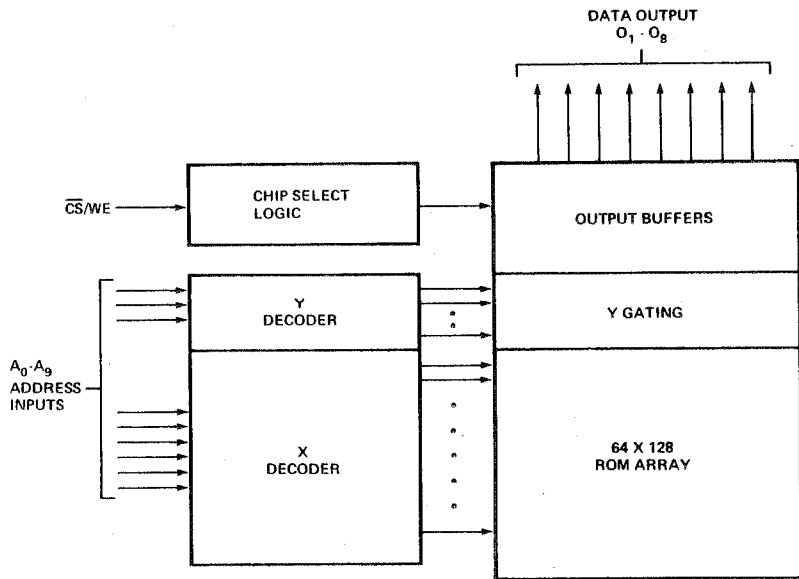 DATA OUTPUT
O₁ - O₈
C̅S̅/WE
CHIP SELECT
LOGIC
OUTPUT BUFFERS
Y
DECODER
Y GATING
A₀-A₉
ADDRESS
INPUTS
X
DECODER
64 X 128
ROM ARRAY